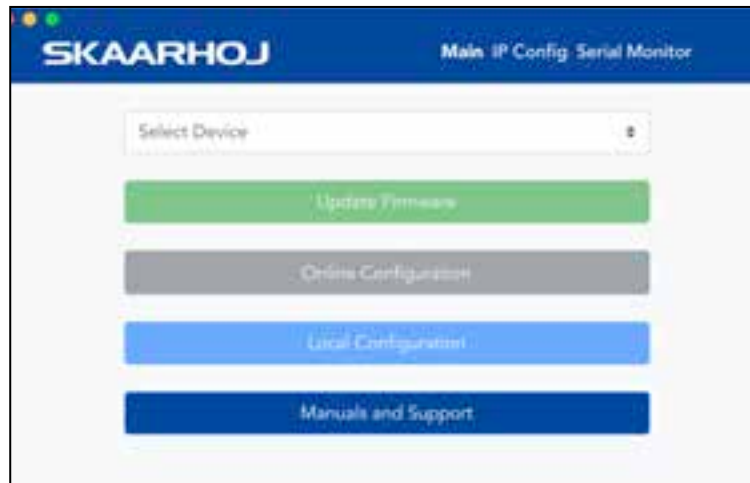 SKAARHOJ
Main IP Config Serial Monitor
Select Device
Update Firmware
Online Configuration
Local Configuration
Manuals and Support